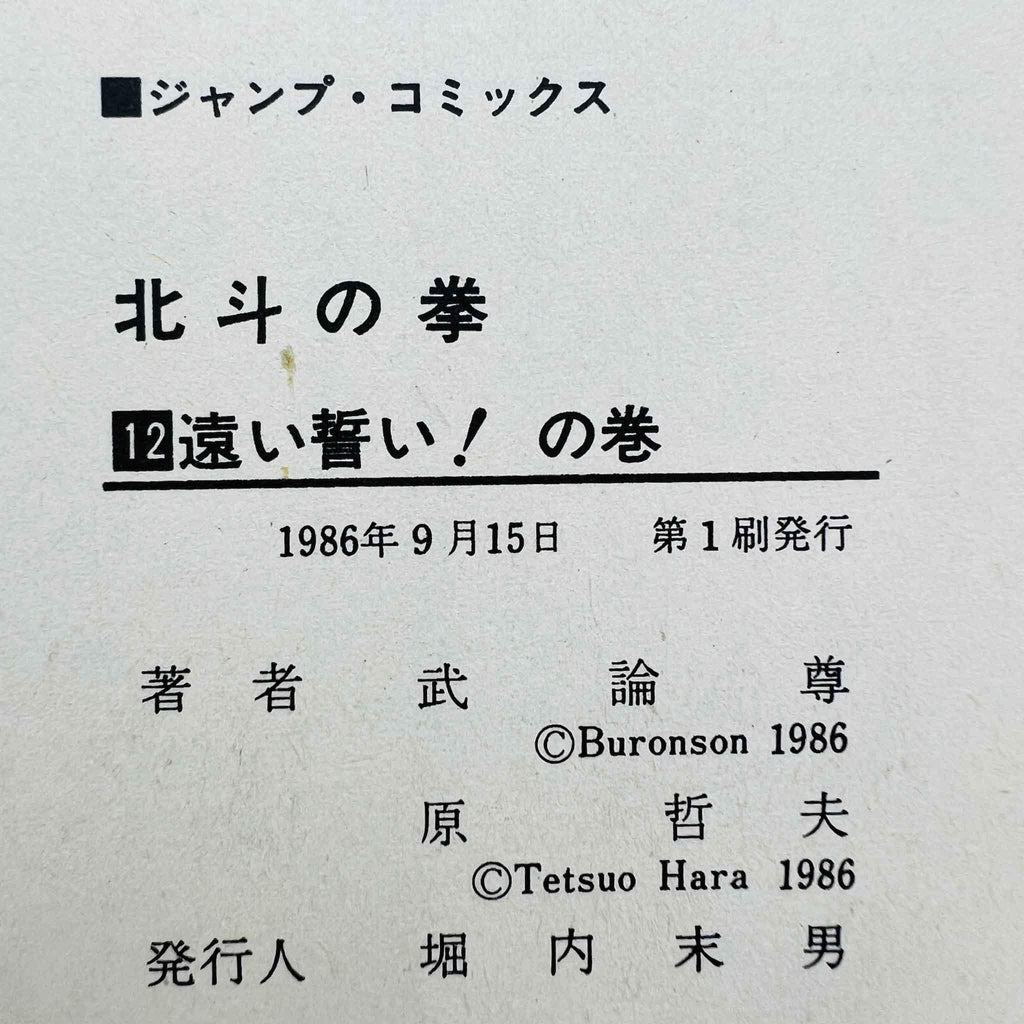 ■ジャンプ・コミックス
北斗の拳
12遠い誓い! の巻
1986年9月15日 第1刷発行
著者 武論尊
©Buronson 1986
原哲夫
©Tetsuo Hara 1986
発行人 堀内末男